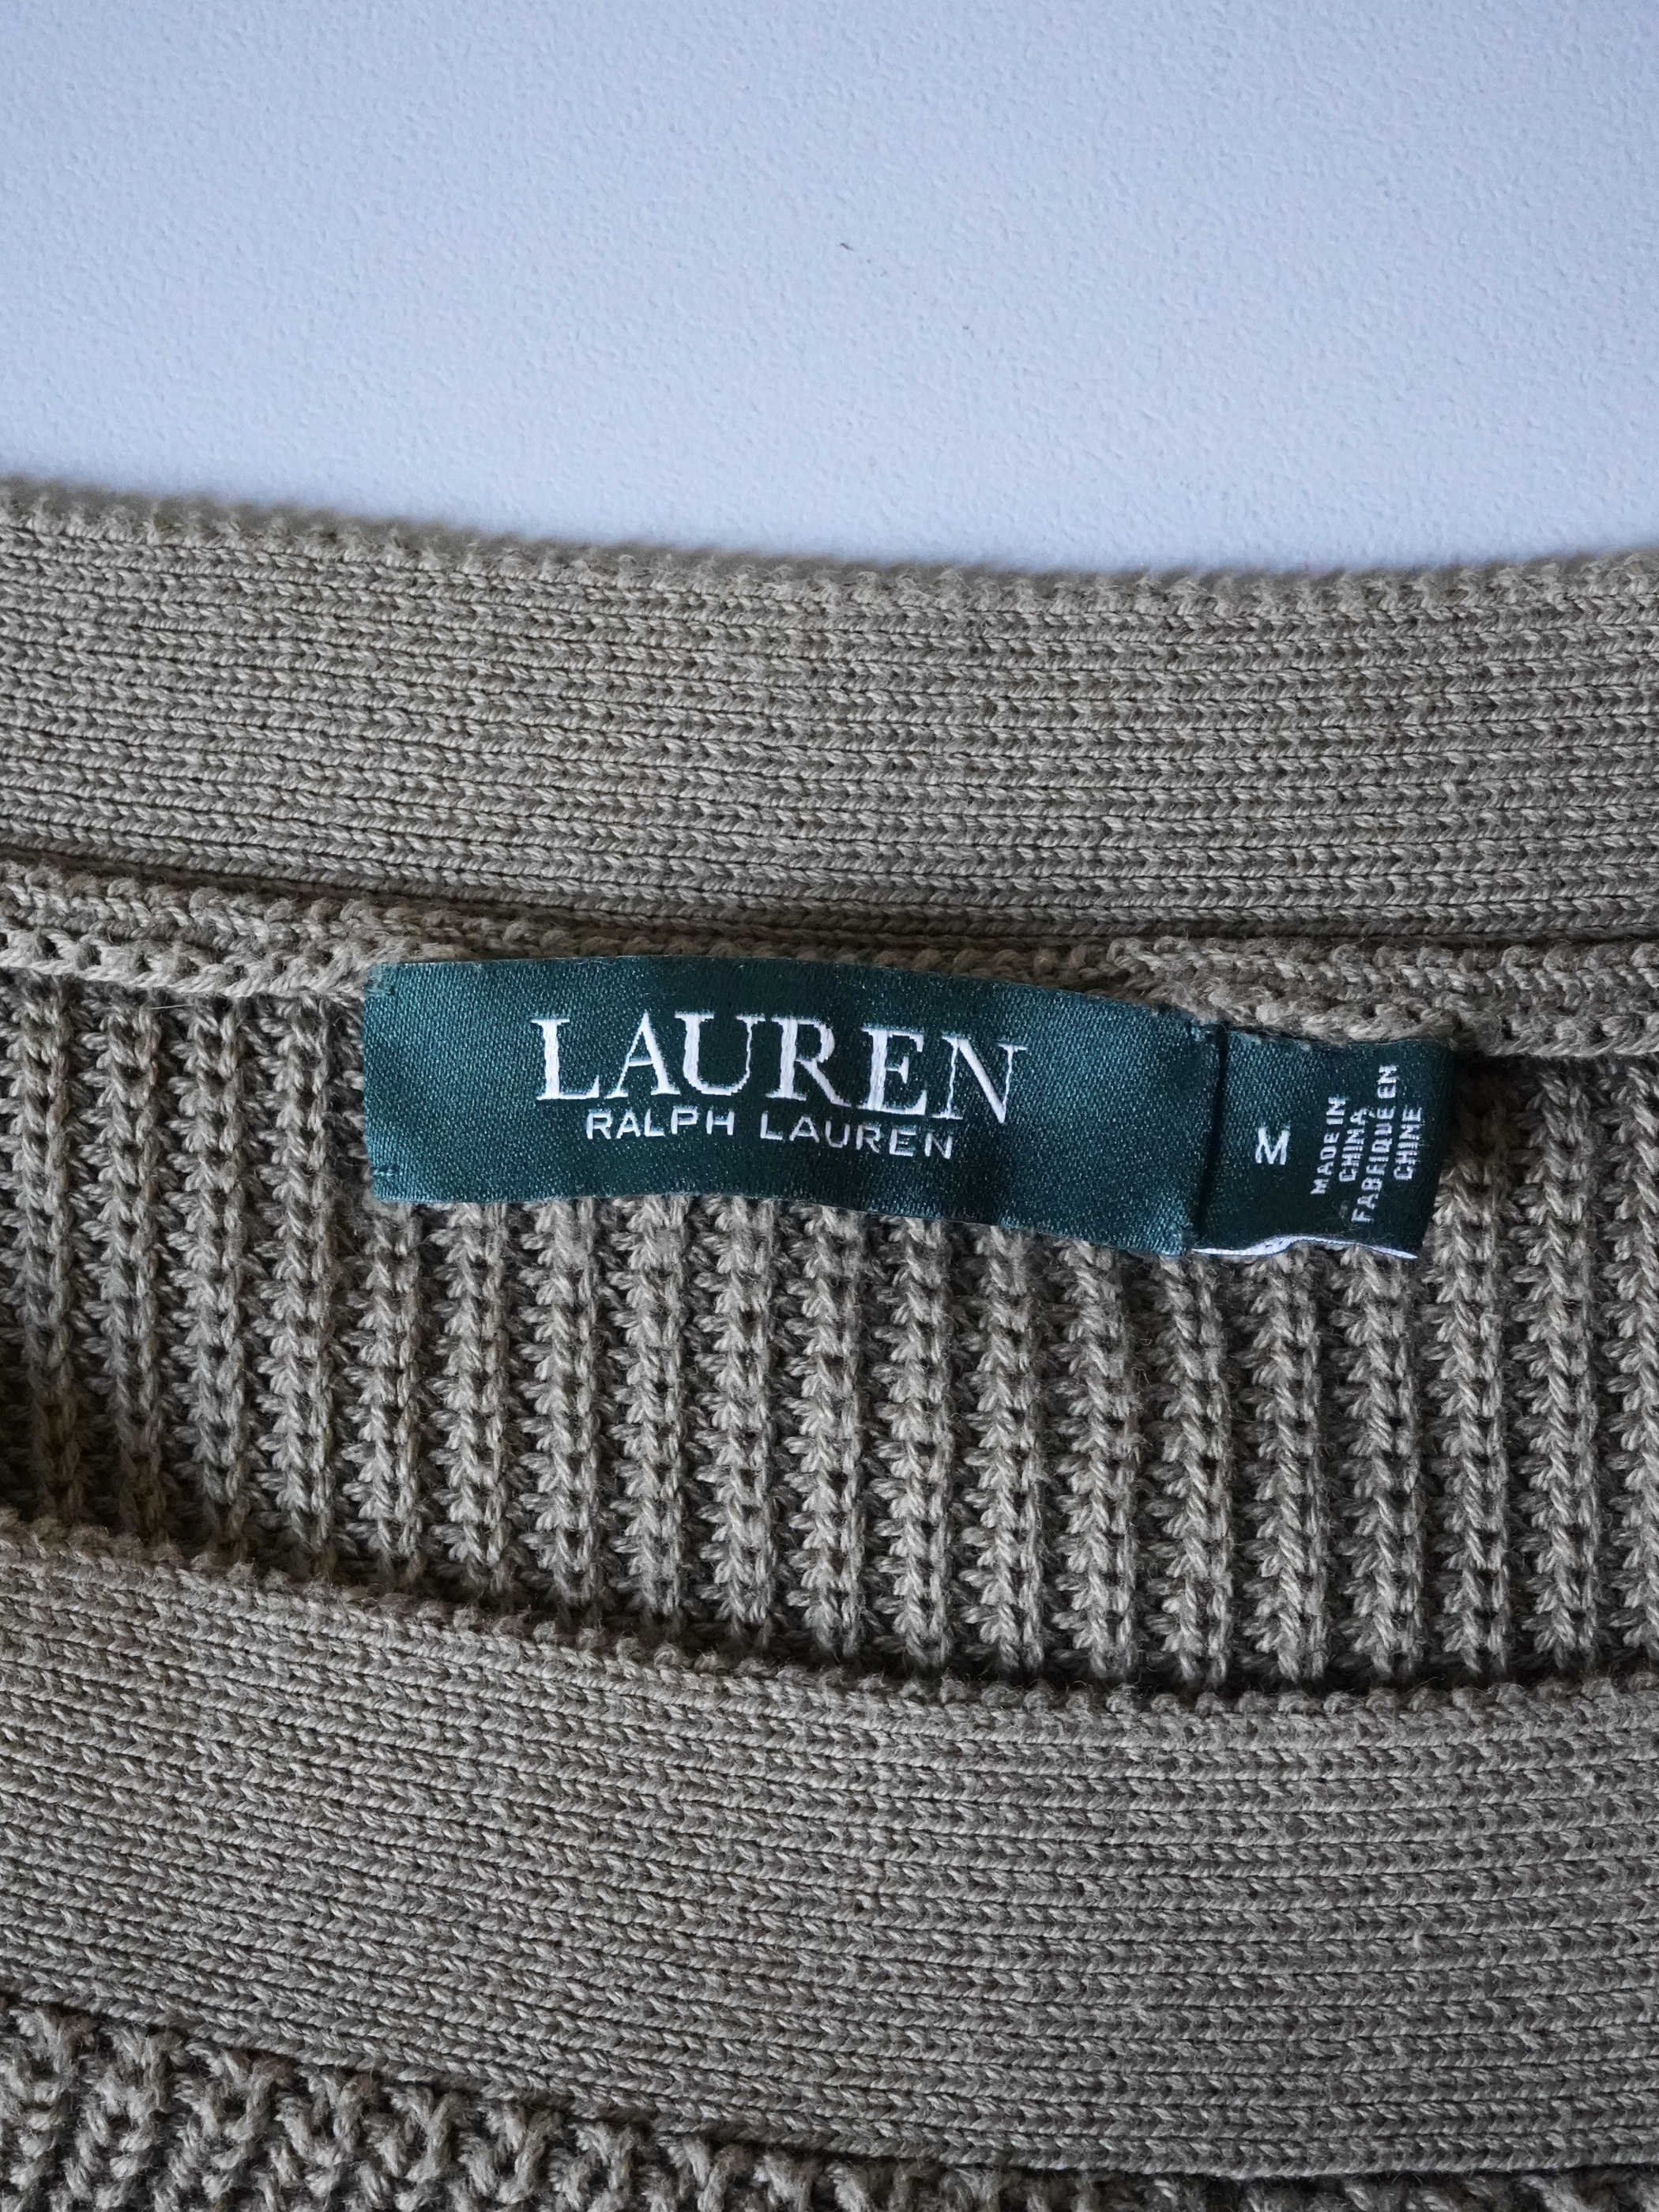 LAUREN
RALPH LAUREN
M
MADE IN
CHINA
FABRIQUÉ EN
CHINE